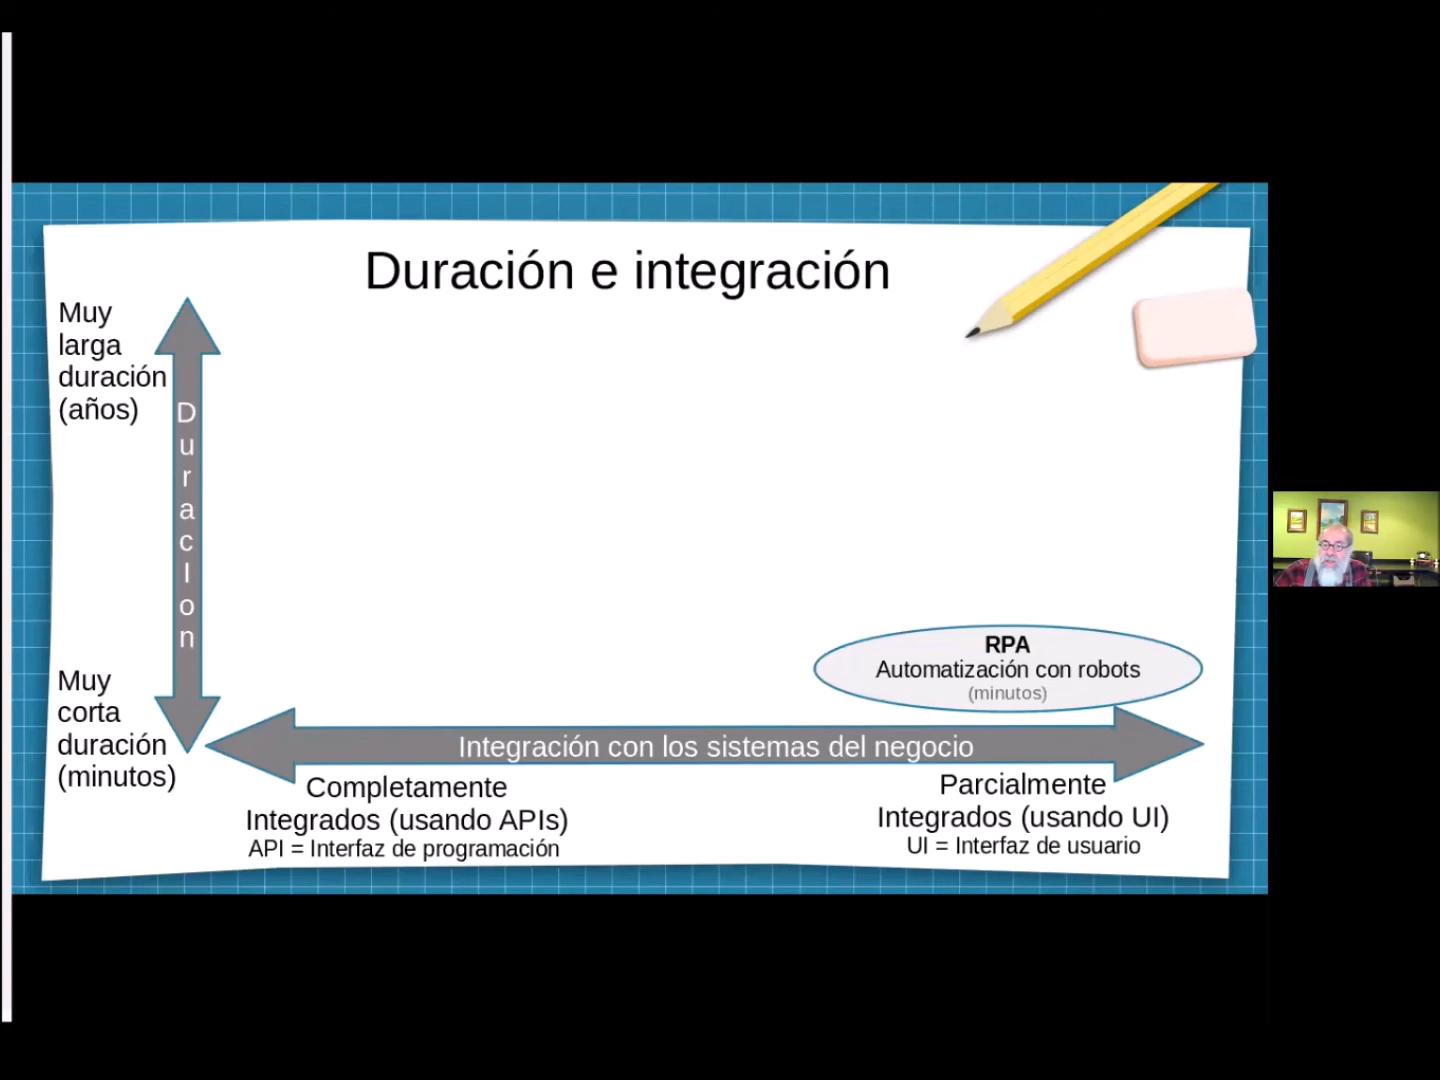 Duración e integración
Muy
larga
duración
(años)
D
u
r
a
c
I
o
n
Muy
corta
duración
(minutos)
RPA
Automatización con robots
(minutos)
Integración con los sistemas del negocio
Completamente
Integrados (usando APIs)
API = Interfaz de programación
Parcialmente
Integrados (usando UI)
UI = Interfaz de usuario